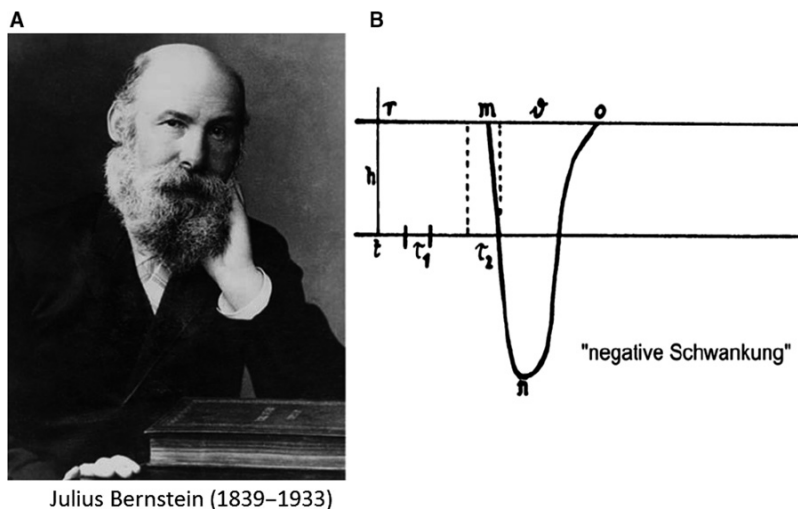 A
B
τ m ϑ o
h
t τ₁ τ₂
n
"negative Schwankung"
Julius Bernstein (1839–1933)